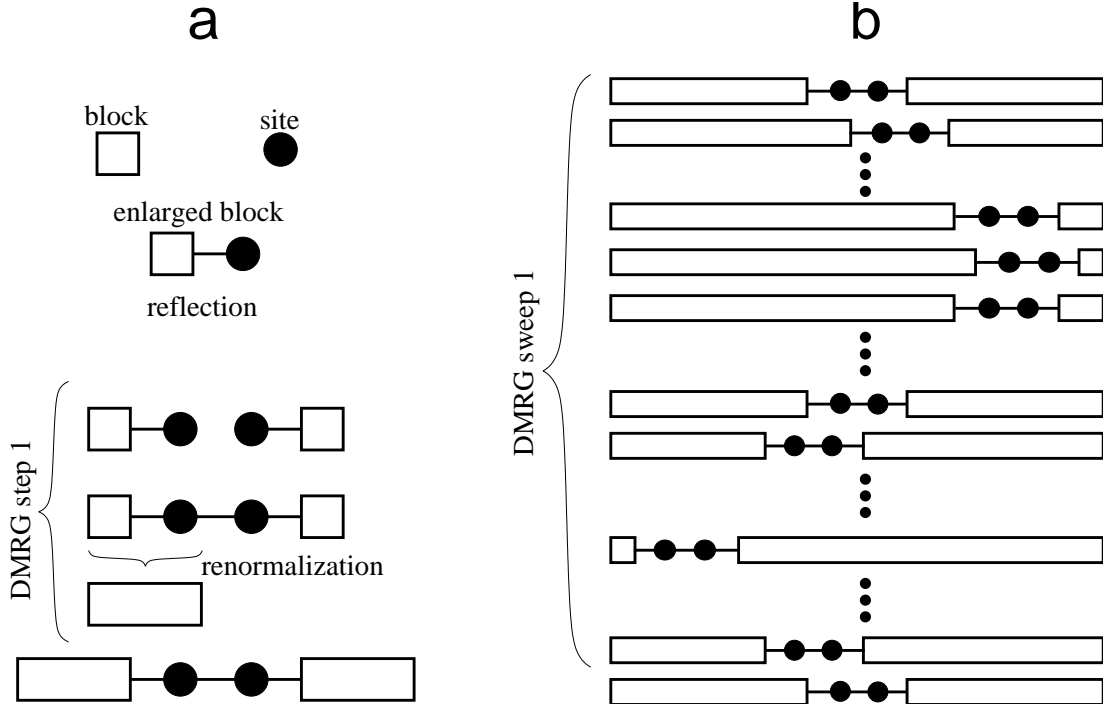 a
block
site
enlarged block
reflection
DMRG step 1
renormalization
b
DMRG sweep 1